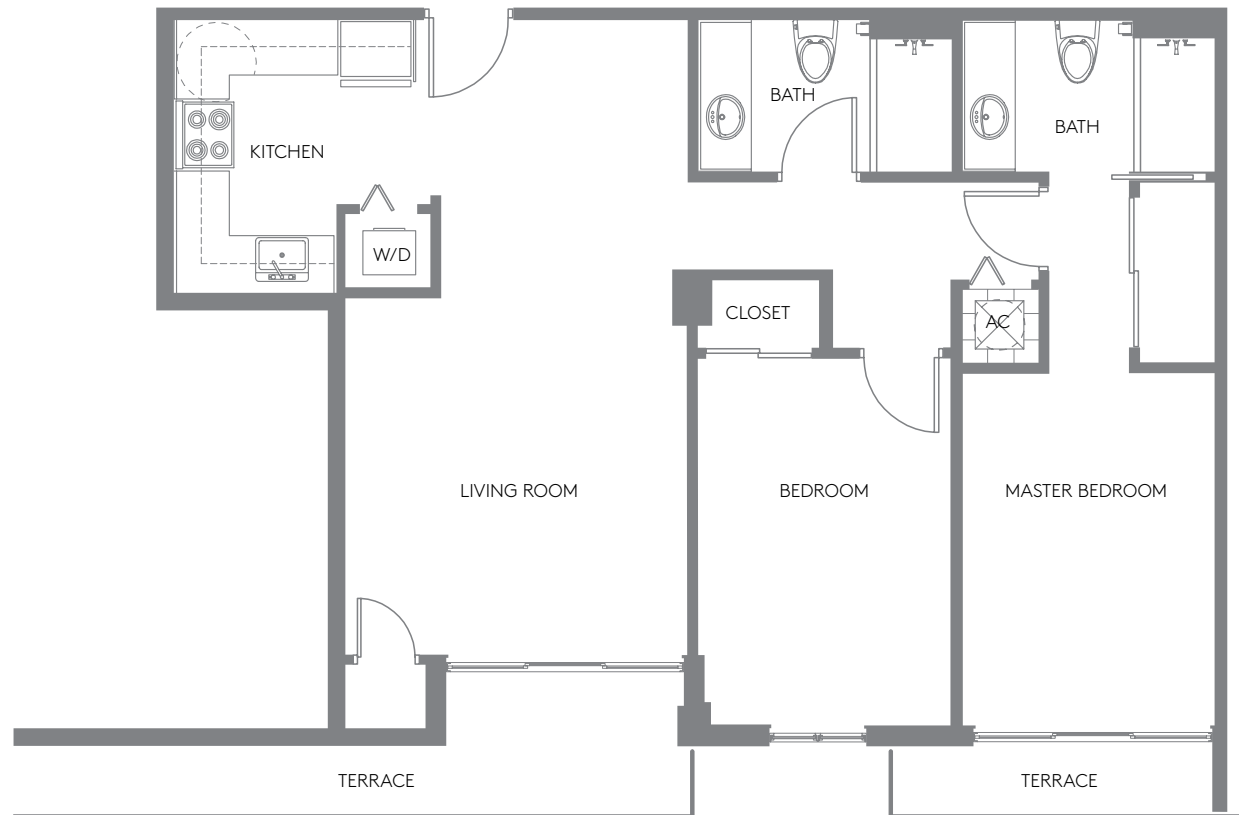 BATH
BATH
KITCHEN
W/D
CLOSET
AC
LIVING ROOM
BEDROOM
MASTER BEDROOM
TERRACE
TERRACE